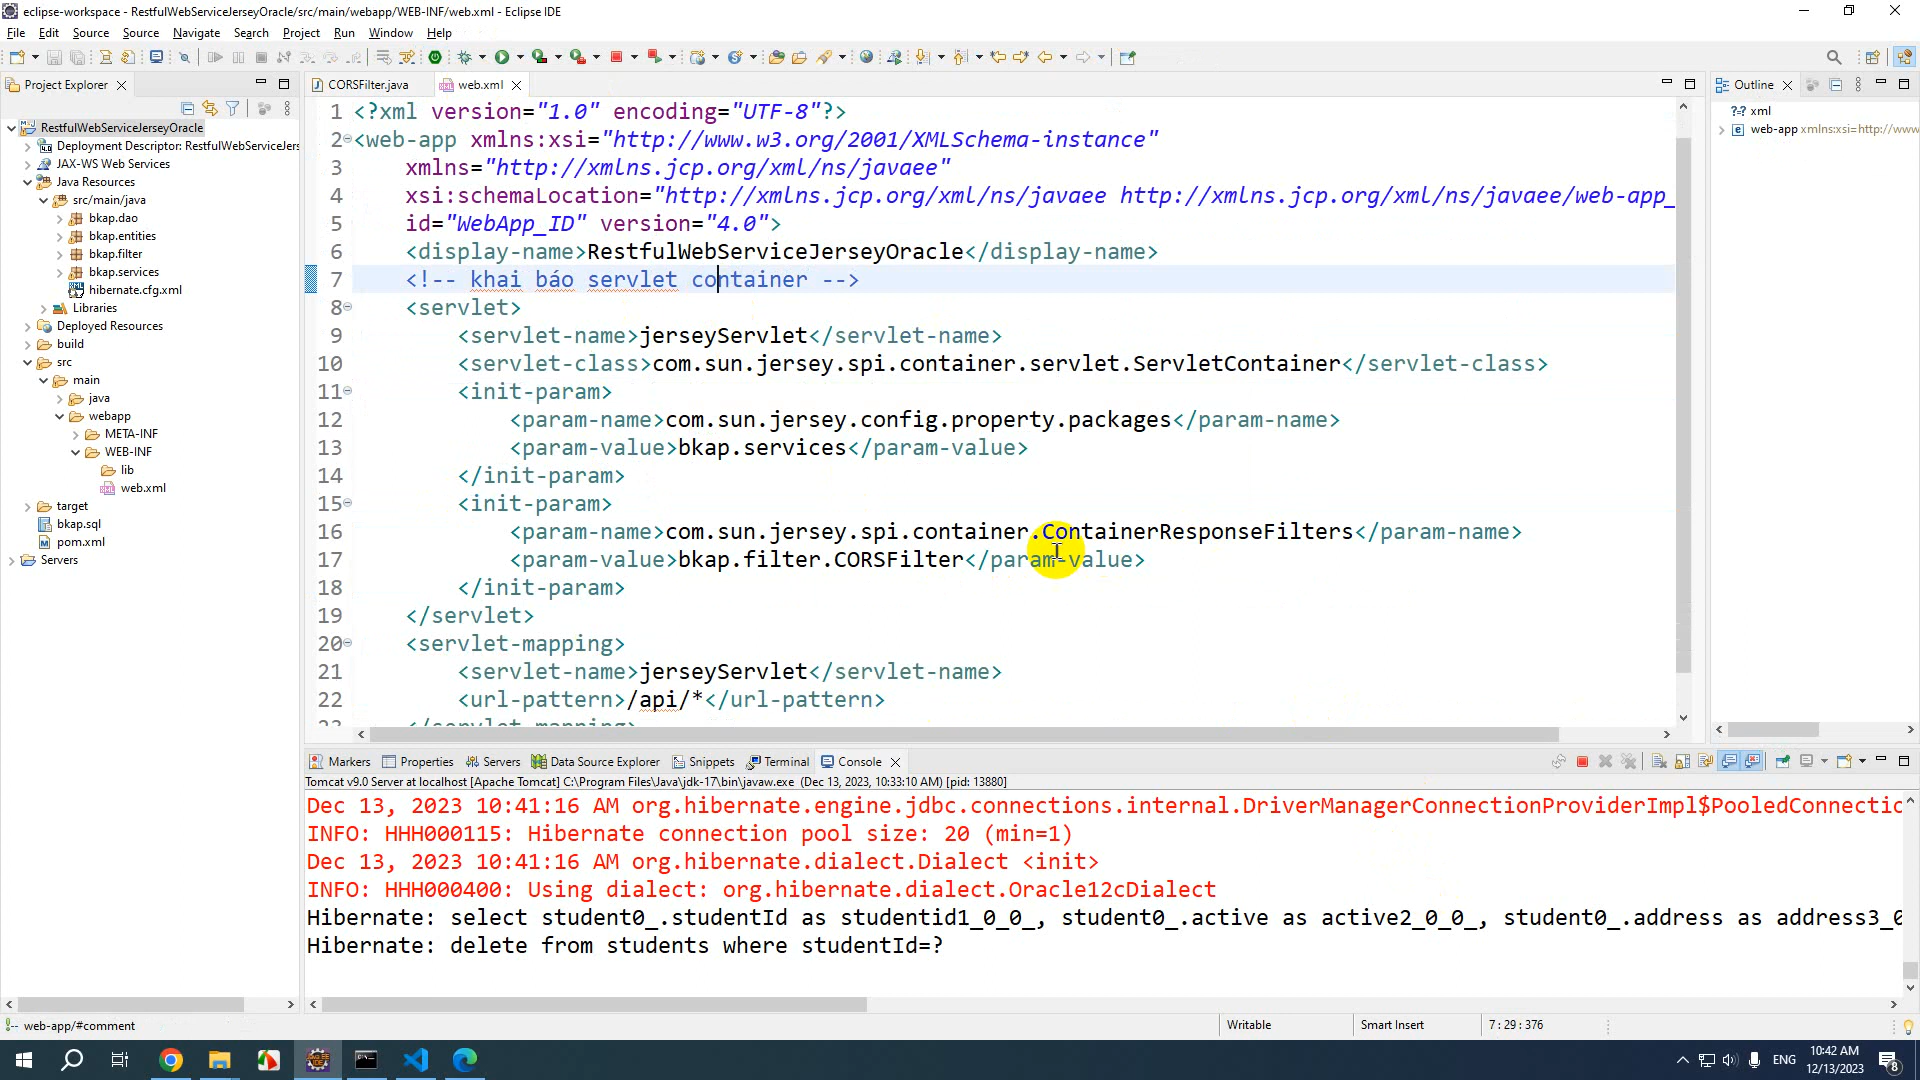 eclipse-workspace - RestfulWebServiceJerseyOracle/src/main/webapp/WEB-INF/web.xml - Eclipse IDE
File Edit Source Source Navigate Search Project Run Window Help
Project Explorer
RestfulWebServiceJerseyOracle
Deployment Descriptor: RestfulWebServiceJers
JAX-WS Web Services
Java Resources
src/main/java
bkap.dao
bkap.entities
bkap.filter
bkap.services
hibernate.cfg.xml
Libraries
Deployed Resources
build
src
main
java
webapp
META-INF
WEB-INF
lib
web.xml
target
bkap.sql
pom.xml
Servers
CORSFilter.java web.xml
1 <?xml version="1.0" encoding="UTF-8"?>
2 <web-app xmlns:xsi="http://www.w3.org/2001/XMLSchema-instance"
3 xmlns="http://xmlns.jcp.org/xml/ns/javaee"
4 xsi:schemaLocation="http://xmlns.jcp.org/xml/ns/javaee http://xmlns.jcp.org/xml/ns/javaee/web-app_
5 id="WebApp_ID" version="4.0">
6 <display-name>RestfulWebServiceJerseyOracle</display-name>
7 <!-- khai báo servlet container -->
8 <servlet>
9 <servlet-name>jerseyServlet</servlet-name>
10 <servlet-class>com.sun.jersey.spi.container.servlet.ServletContainer</servlet-class>
11 <init-param>
12 <param-name>com.sun.jersey.config.property.packages</param-name>
13 <param-value>bkap.services</param-value>
14 </init-param>
15 <init-param>
16 <param-name>com.sun.jersey.spi.container.ContainerResponseFilters</param-name>
17 <param-value>bkap.filter.CORSFilter</param-value>
18 </init-param>
19 </servlet>
20 <servlet-mapping>
21 <servlet-name>jerseyServlet</servlet-name>
22 <url-pattern>/api/*</url-pattern>
23 </servlet-mapping>
Outline
xml
web-app xmlns:xsi=http://www
Markers Properties Servers Data Source Explorer Snippets Terminal Console
Tomcat v9.0 Server at localhost [Apache Tomcat] C:\Program Files\Java\jdk-17\bin\javaw.exe (Dec 13, 2023, 10:33:10 AM) [pid: 13880]
Dec 13, 2023 10:41:16 AM org.hibernate.engine.jdbc.connections.internal.DriverManagerConnectionProviderImpl$PooledConnectio
INFO: HHH000115: Hibernate connection pool size: 20 (min=1)
Dec 13, 2023 10:41:16 AM org.hibernate.dialect.Dialect <init>
INFO: HHH000400: Using dialect: org.hibernate.dialect.Oracle12cDialect
Hibernate: select student0_.studentId as studentid1_0_0_, student0_.active as active2_0_0_, student0_.address as address3_0
Hibernate: delete from students where studentId=?
web-app/#comment
Writable
Smart Insert
7 : 29 : 376
ENG
10:42 AM
12/13/2023
8